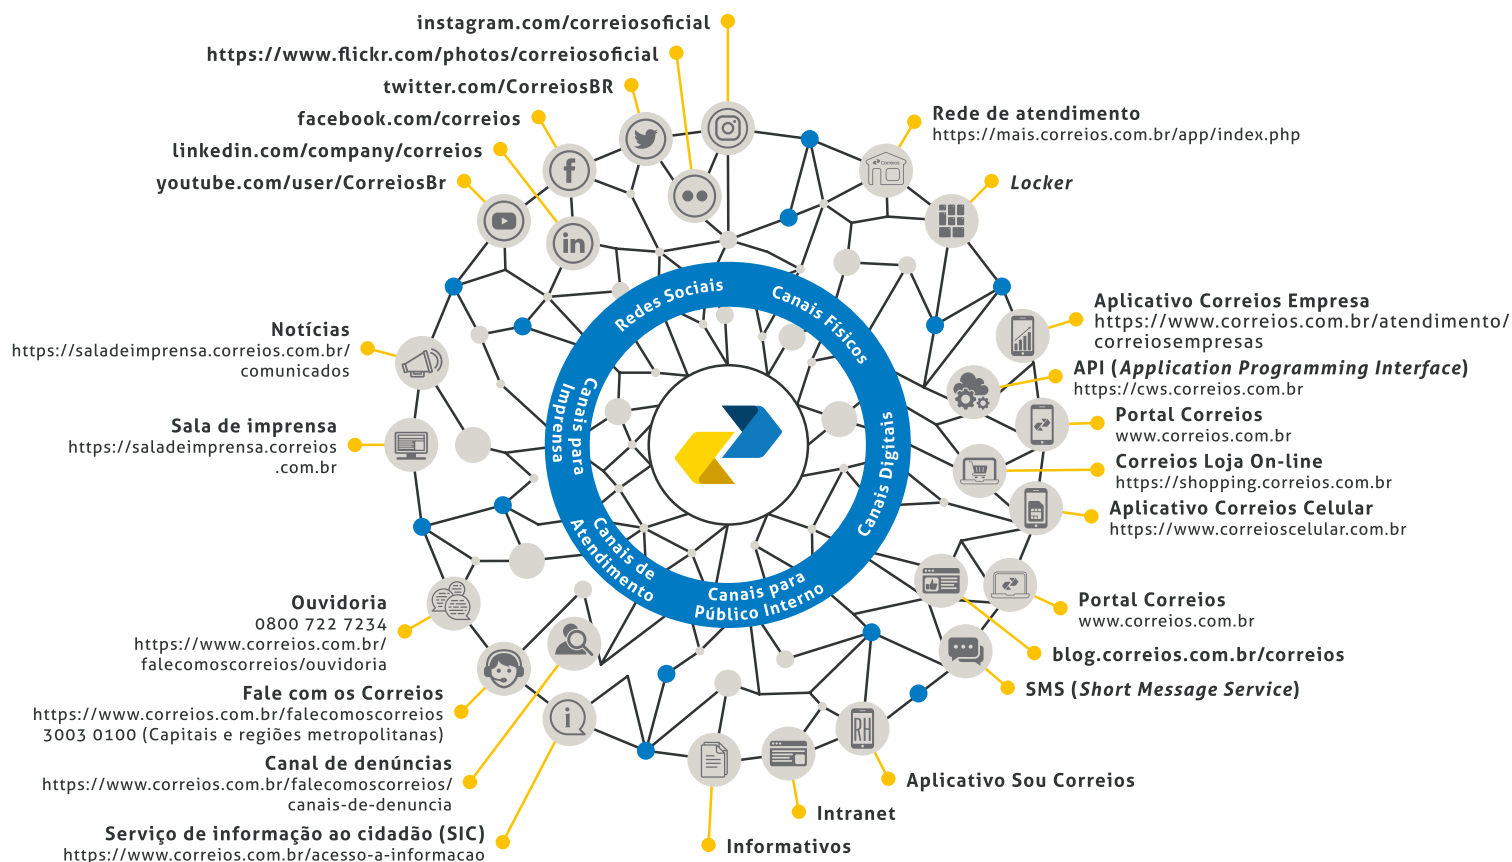 instagram.com/correiosoficial
https://www.flickr.com/photos/correiosoficial
twitter.com/CorreiosBR
facebook.com/correios
linkedin.com/company/correios
youtube.com/user/CorreiosBr
Rede de atendimento
https://mais.correios.com.br/app/index.php
Correios
Locker
Aplicativo Correios Empresa
https://www.correios.com.br/atendimento/
correiosempresas
API (Application Programming Interface)
https://cws.correios.com.br
Portal Correios
www.correios.com.br
Correios Loja On-line
https://shopping.correios.com.br
Aplicativo Correios Celular
https://www.correioscelular.com.br
Portal Correios
www.correios.com.br
blog.correios.com.br/correios
SMS (Short Message Service)
Aplicativo Sou Correios
RH
Intranet
Informativos
Notícias
https://saladeimprensa.correios.com.br/
comunicados
Sala de imprensa
https://saladeimprensa.correios
.com.br
Ouvidoria
0800 722 7234
https://www.correios.com.br/
falecomoscorreios/ouvidoria
Fale com os Correios
https://www.correios.com.br/falecomoscorreios
3003 0100 (Capitais e regiões metropolitanas)
Canal de denúncias
https://www.correios.com.br/falecomoscorreios/
canais-de-denuncia
Serviço de informação ao cidadão (SIC)
https://www.correios.com.br/acesso-a-informacao
Redes Sociais
Canais Físicos
Canais Digitais
Canais para
Público Interno
Canais de
Atendimento
Canais para
Imprensa
f
in
i